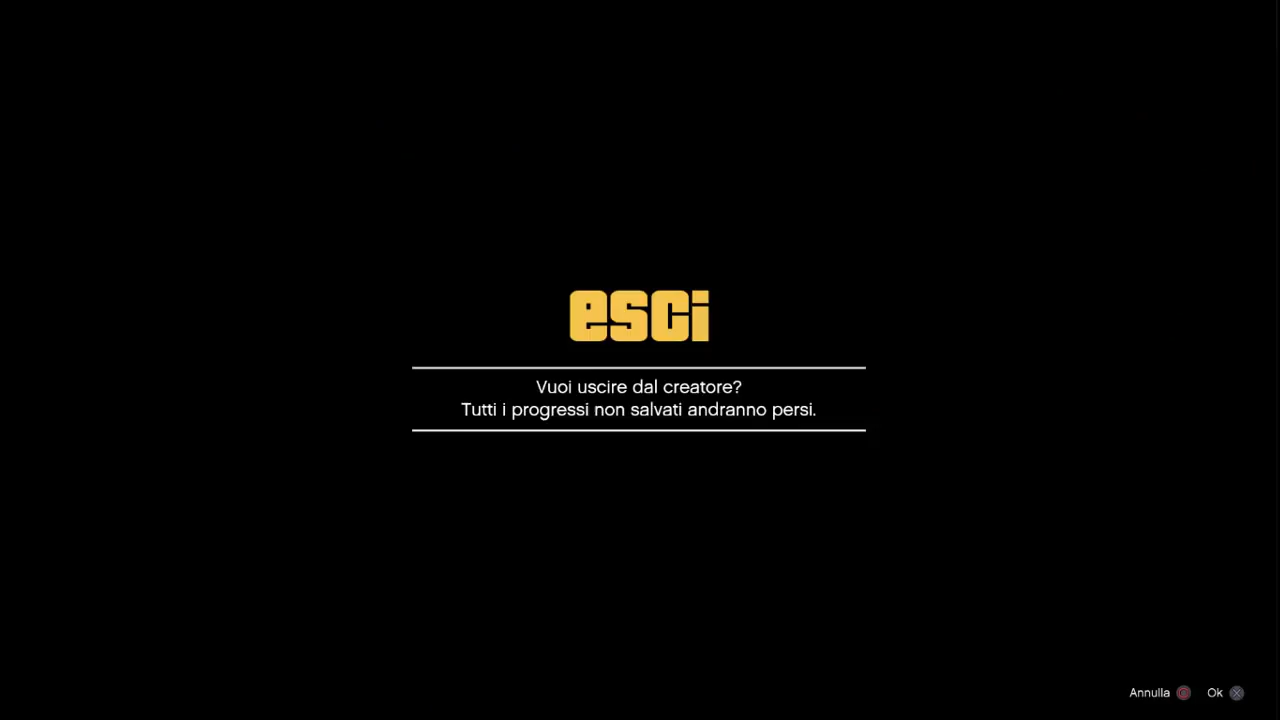 esci
Vuoi uscire dal creatore?
Tutti i progressi non salvati andranno persi.
Annulla Ok